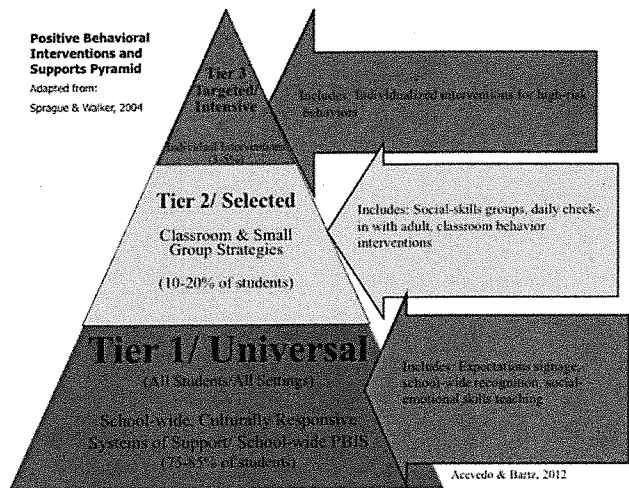 Positive Behavioral
Interventions and
Supports Pyramid
Adapted from:
Sprague & Walker, 2004
Tier 3
Targeted/
Intensive
Individual Interventions
(3-5%)
Includes: Individualized interventions for high-risk
behaviors
Tier 2/ Selected
Classroom & Small
Group Strategies
(10-20% of students)
Includes: Social-skills groups, daily check-
in with adult, classroom behavior
interventions
Tier 1/ Universal
(All Students/All Settings)
School-wide, Culturally Responsive
Systems of Support/ School-wide PBIS
(75-85% of students)
Includes: Expectations signage,
school-wide recognition, social-
emotional skills teaching
Acevedo & Bartz, 2012